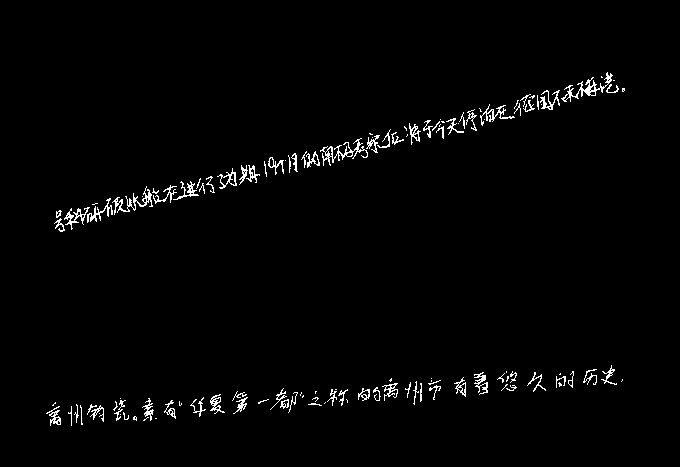 号科研破冰船在进行了为期19个月的南极考察后将于今天停泊在德国不来梅港。
禹州钧瓷。素有“华夏第一都”之称的禹州市有着悠久的历史.